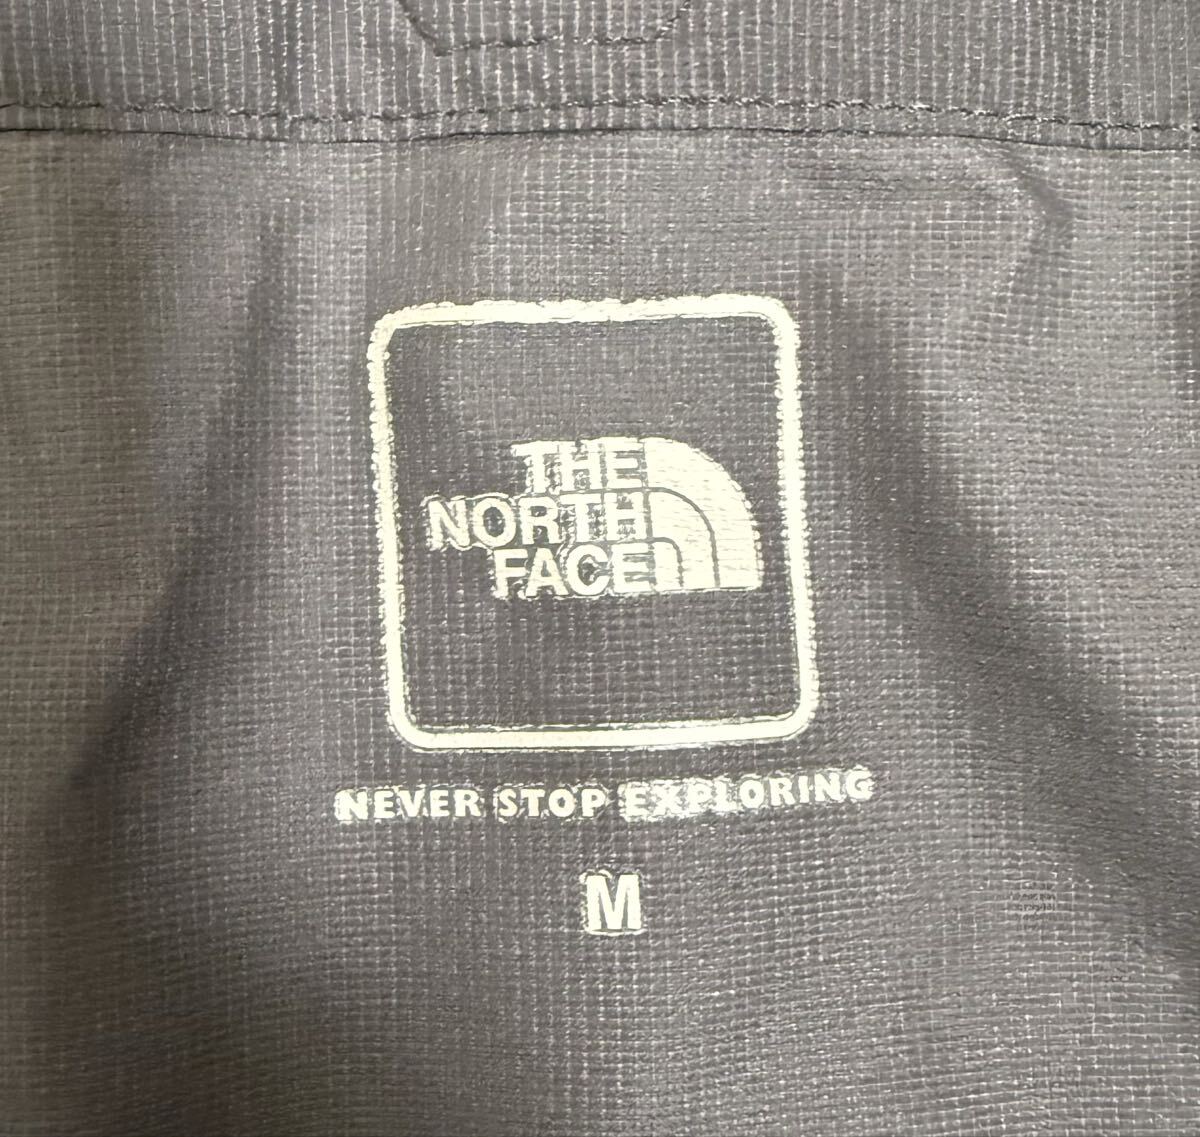 THE
NORTH
FACE
NEVER STOP EXPLORING
M